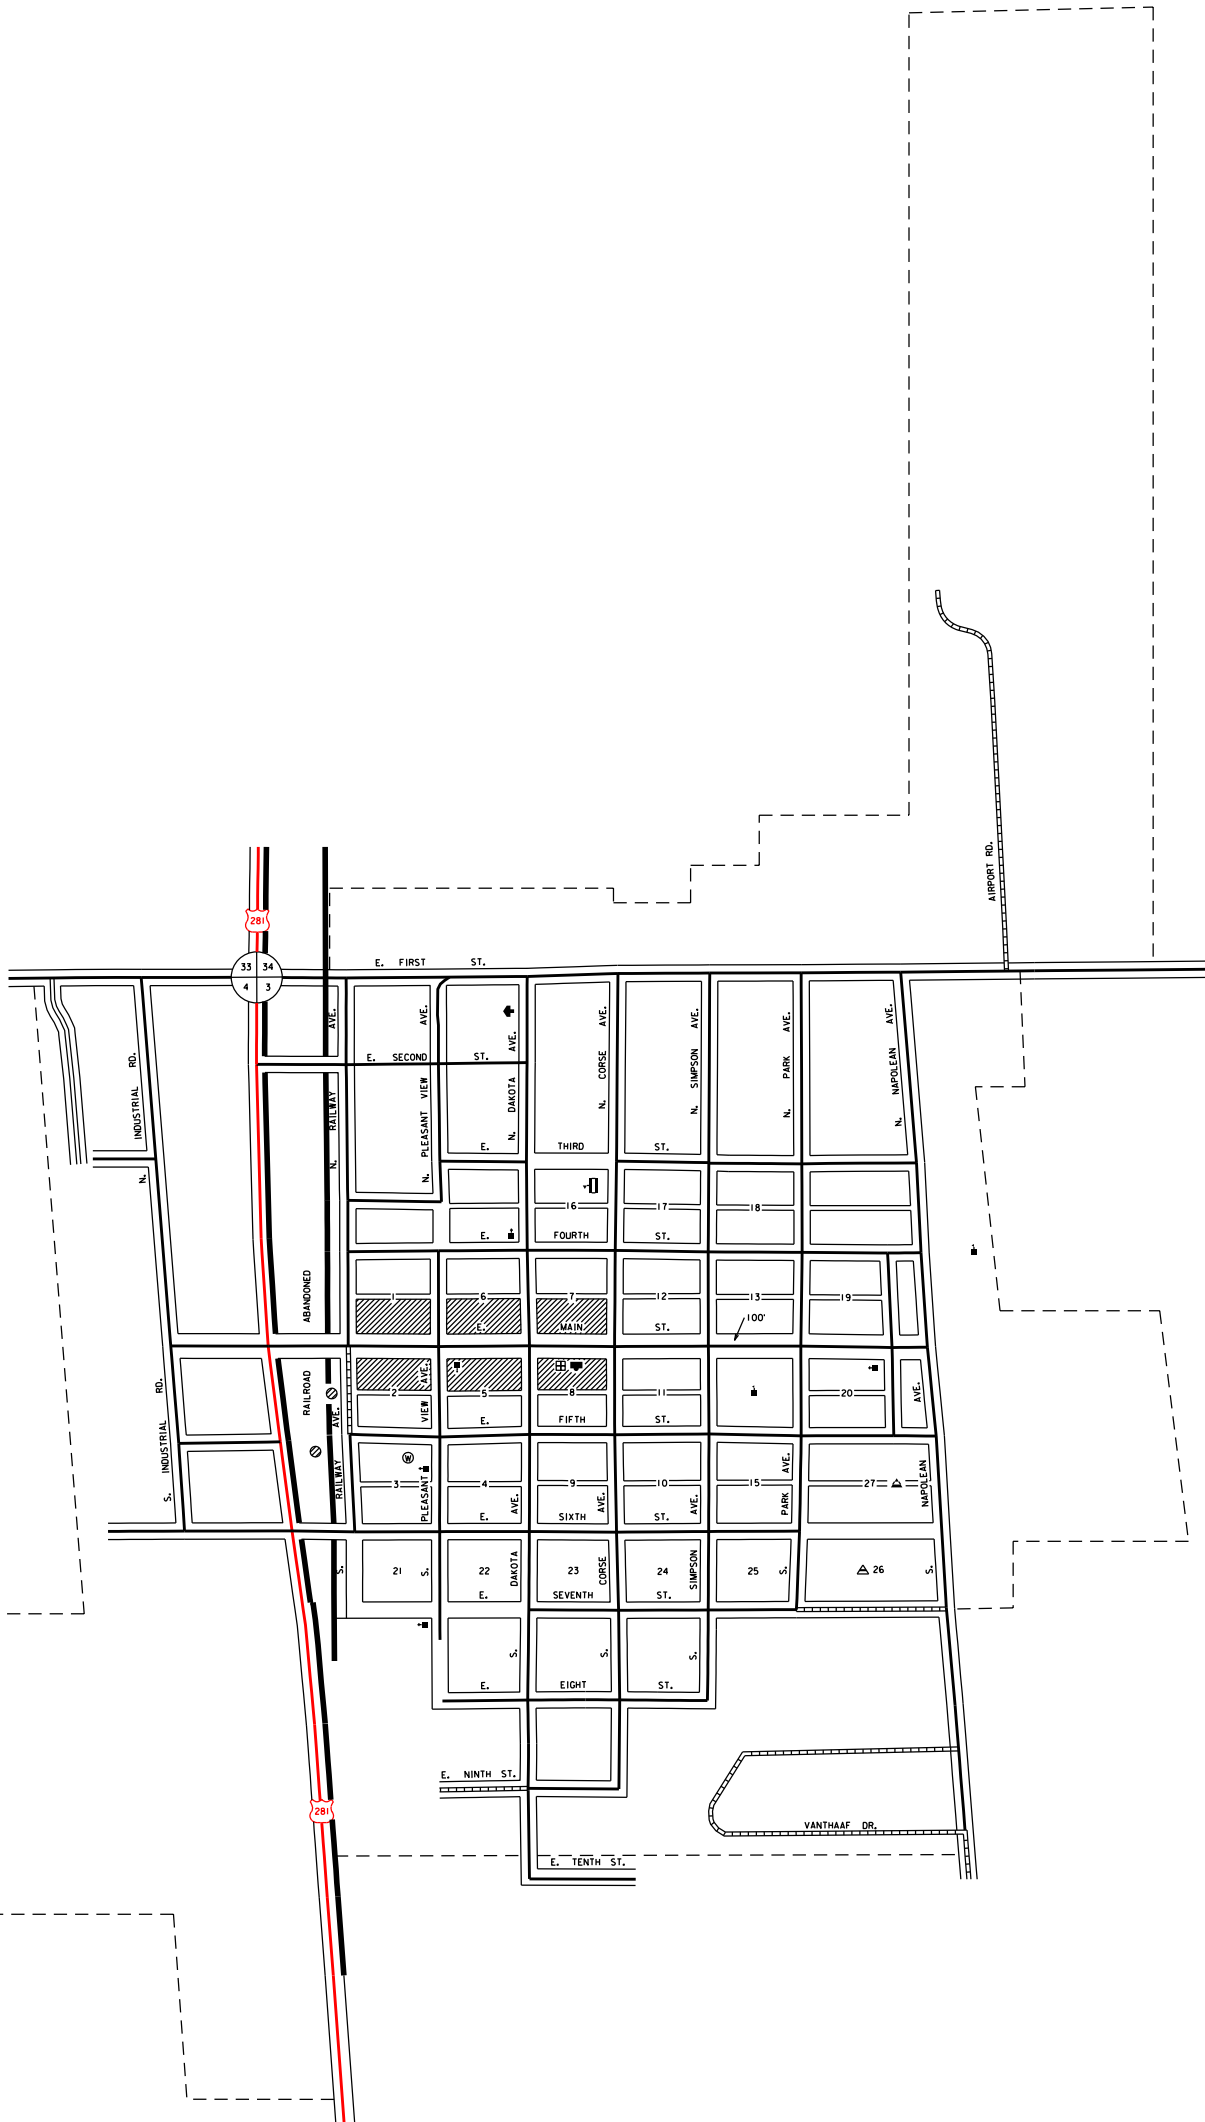 AIRPORT RD.
281
33 34
4 3
E. FIRST ST.
N. INDUSTRIAL RD.
N. RAILWAY AVE.
N. PLEASANT VIEW AVE.
N. DAKOTA AVE.
N. CORSE AVE.
N. SIMPSON AVE.
N. PARK AVE.
N. NAPOLEAN AVE.
E. SECOND ST.
E. THIRD ST.
16
17
18
E. FOURTH ST.
1
6
7
12
13
19
100'
E. MAIN ST.
ABANDONED RAILROAD
2
5
8
11
20
E. FIFTH ST.
W
3
4
9
10
15
27
E. SIXTH ST.
S. INDUSTRIAL RD.
S. RAILWAY AVE.
S. PLEASANT VIEW AVE.
S. DAKOTA AVE.
S. CORSE AVE.
S. SIMPSON AVE.
S. PARK AVE.
S. NAPOLEAN AVE.
21
22
23
24
25
26
E. SEVENTH ST.
E. EIGHT ST.
E. NINTH ST.
281
VANTHAAF DR.
E. TENTH ST.